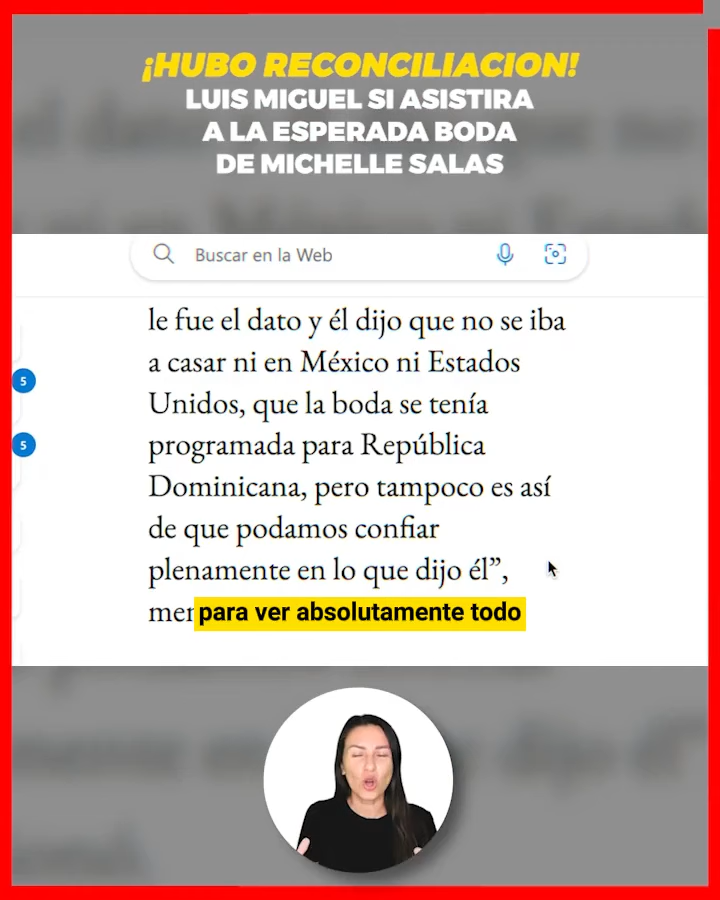 ¡HUBO RECONCILIACION!
LUIS MIGUEL SI ASISTIRA
A LA ESPERADA BODA
DE MICHELLE SALAS
Buscar en la Web
le fue el dato y él dijo que no se iba
a casar ni en México ni Estados
5
Unidos, que la boda se tenía
5
programada para República
Dominicana, pero tampoco es así
de que podamos confiar
plenamente en lo que dijo él”,
para ver absolutamente todo